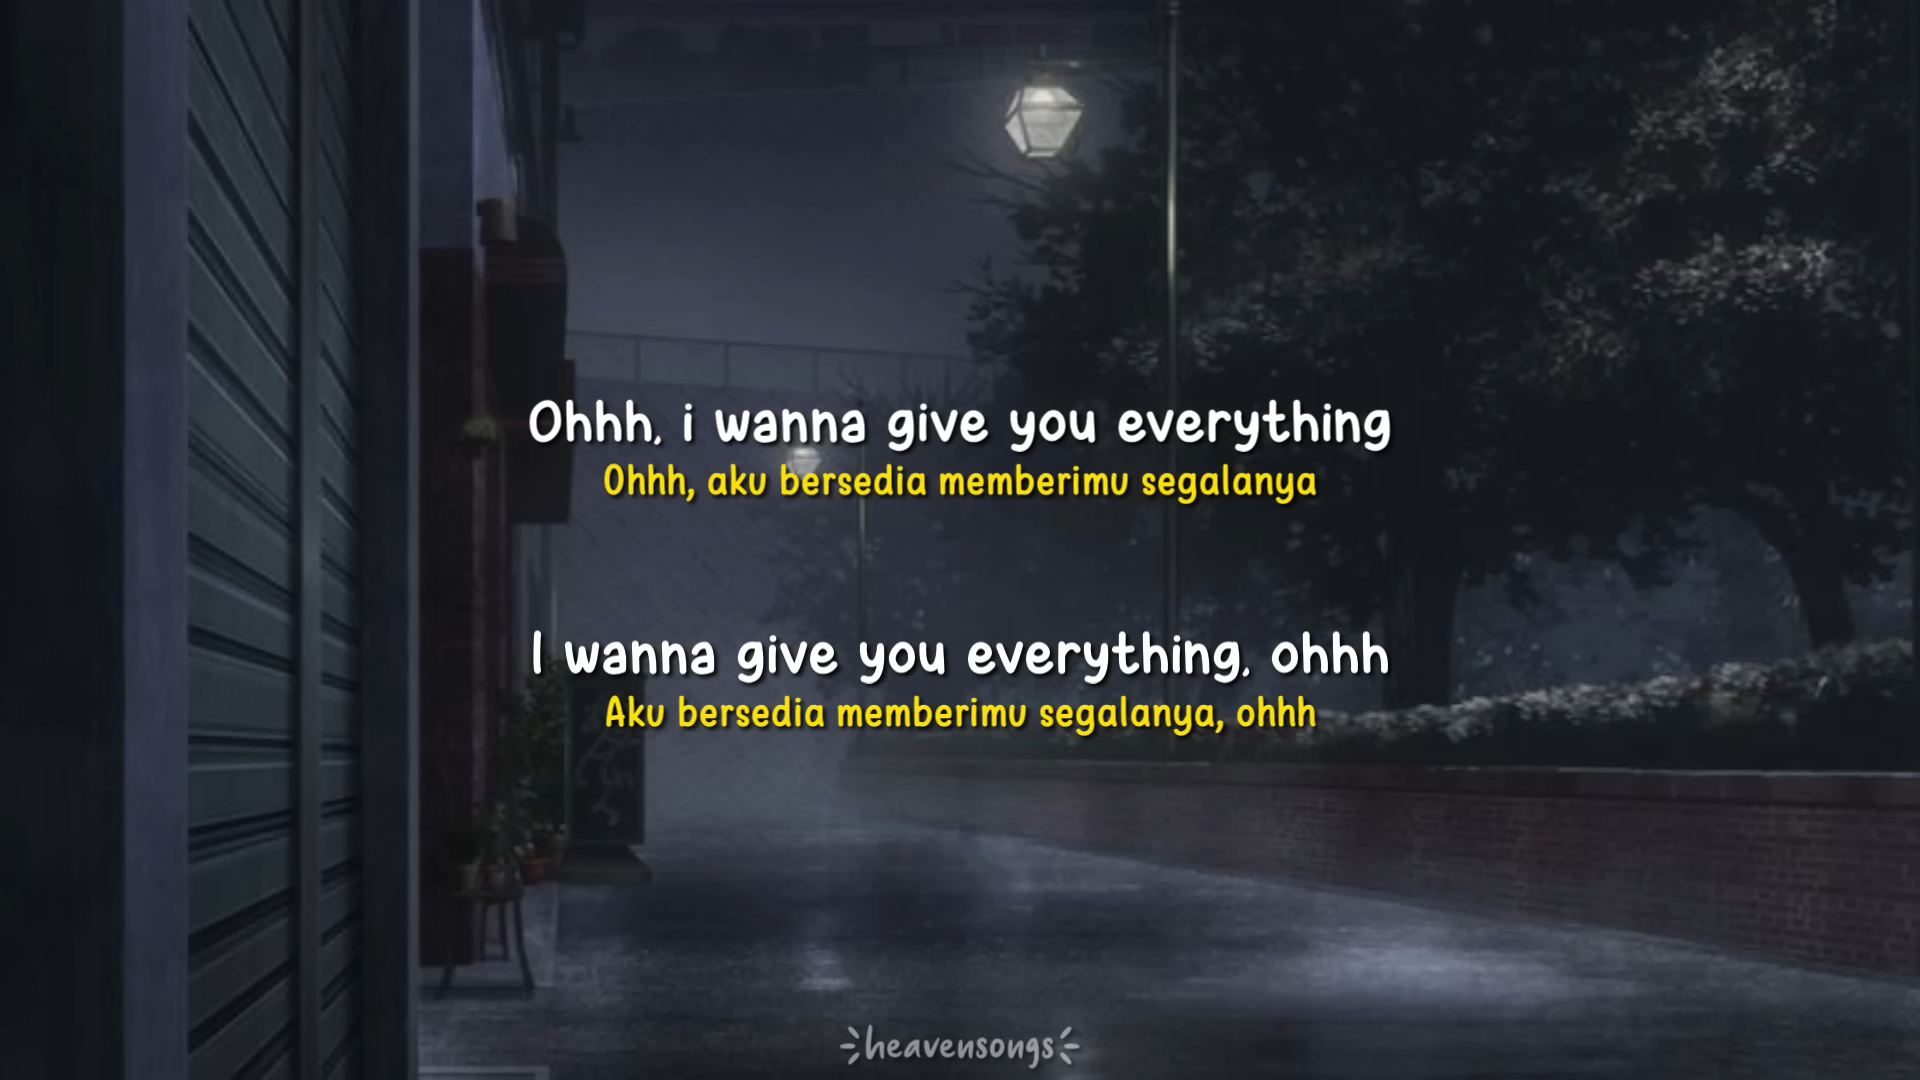 Ohhh, i wanna give you everything
Ohhh, aku bersedia memberimu segalanya
I wanna give you everything, ohhh
Aku bersedia memberimu segalanya, ohhh
heavensongs